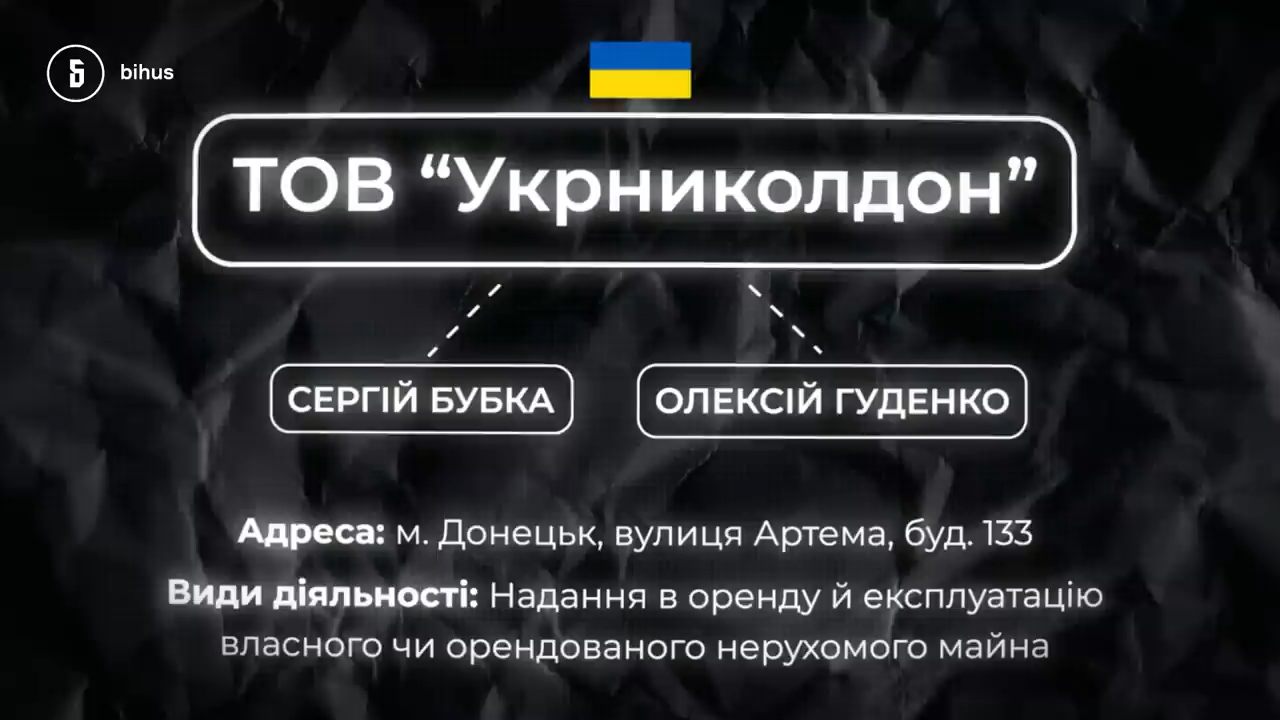 bihus
ТОВ “Укрниколдон”
СЕРГІЙ БУБКА
ОЛЕКСІЙ ГУДЕНКО
Адреса: м. Донецьк, вулиця Артема, буд. 133
Види діяльності: Надання в оренду й експлуатацію
власного чи орендованого нерухомого майна